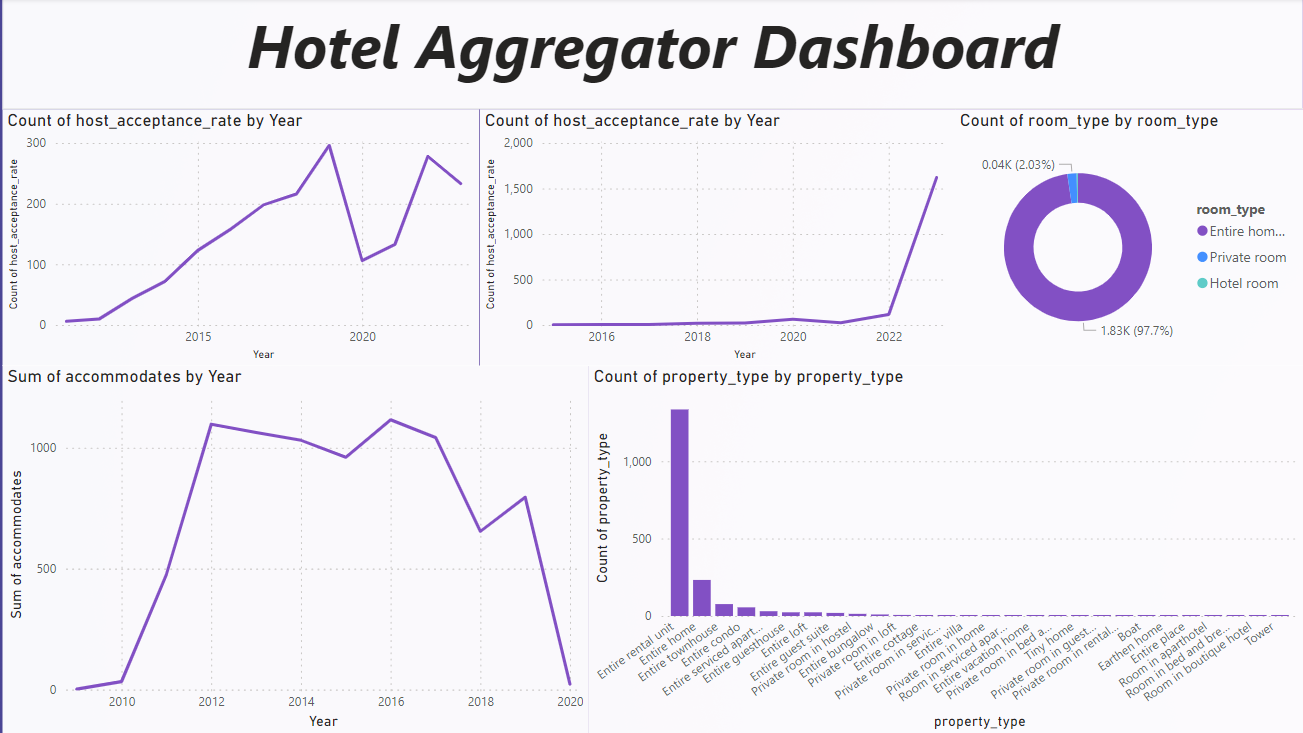 Hotel Aggregator Dashboard
Count of host_acceptance_rate by Year
Count of host_acceptance_rate
300
200
100
0
2015
2020
Year
Count of host_acceptance_rate by Year
Count of host_acceptance_rate
2,000
1,500
1,000
500
0
2016
2018
2020
2022
Year
Count of room_type by room_type
0.04K (2.03%)
1.83K (97.7%)
room_type
Entire hom...
Private room
Hotel room
Sum of accommodates by Year
Sum of accommodates
1000
500
0
2010
2012
2014
2016
2018
2020
Year
Count of property_type by property_type
Count of property_type
1,000
500
0
Entire rental unit
Entire home
Entire townhouse
Entire condo
Entire serviced apart...
Entire guesthouse
Entire loft
Entire guest suite
Private room in hostel
Entire bungalow
Private room in loft
Entire cottage
Private room in servic...
Entire villa
Private room in home
Room in serviced apar...
Entire vacation home
Private room in bed a...
Tiny home
Private room in guest...
Private room in rental...
Boat
Earthen home
Entire place
Room in aparthotel
Room in bed and bre...
Room in boutique hotel
Tower
property_type